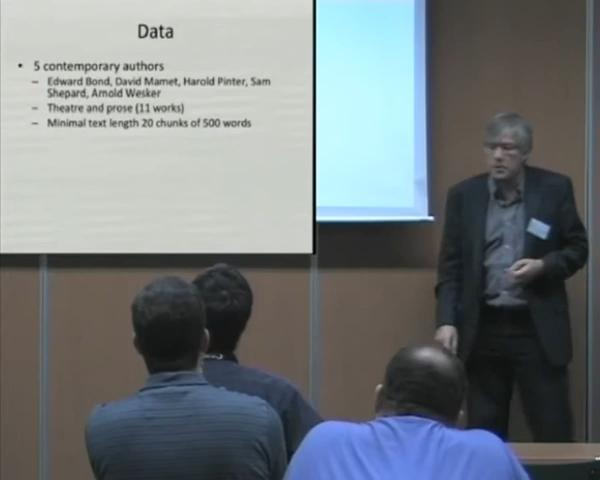 Data
• 5 contemporary authors
– Edward Bond, David Mamet, Harold Pinter, Sam
Shepard, Arnold Wesker
– Theatre and prose (11 works)
– Minimal text length 20 chunks of 500 words